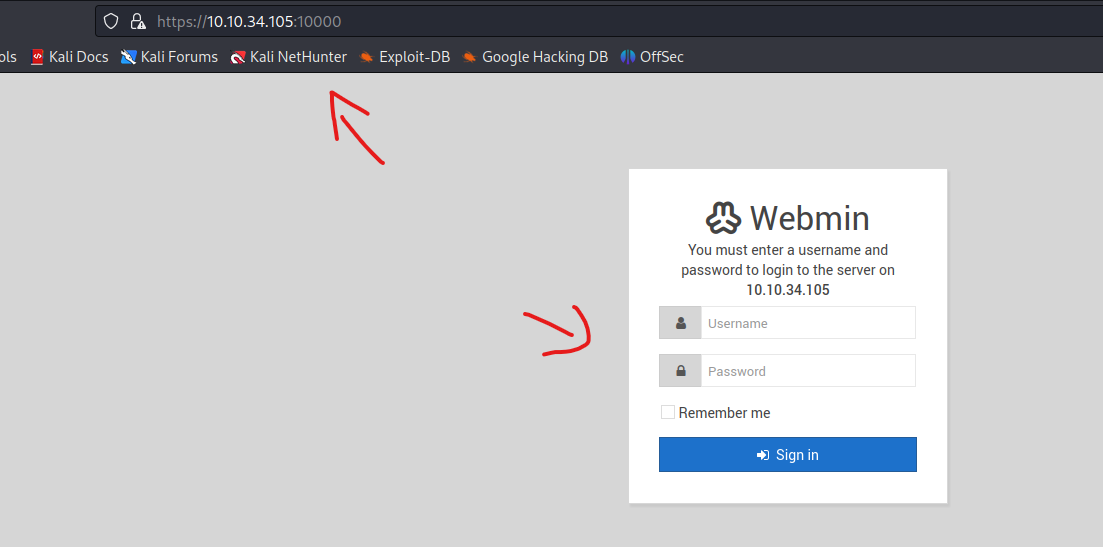 https://10.10.34.105:10000
ols Kali Docs Kali Forums Kali NetHunter Exploit-DB Google Hacking DB OffSec
Webmin
You must enter a username and
password to login to the server on
10.10.34.105
Username
Password
Remember me
Sign in